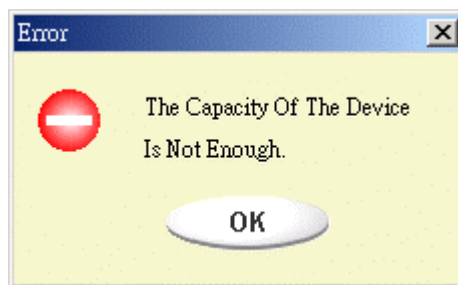 Error
The Capacity Of The Device
Is Not Enough.
OK